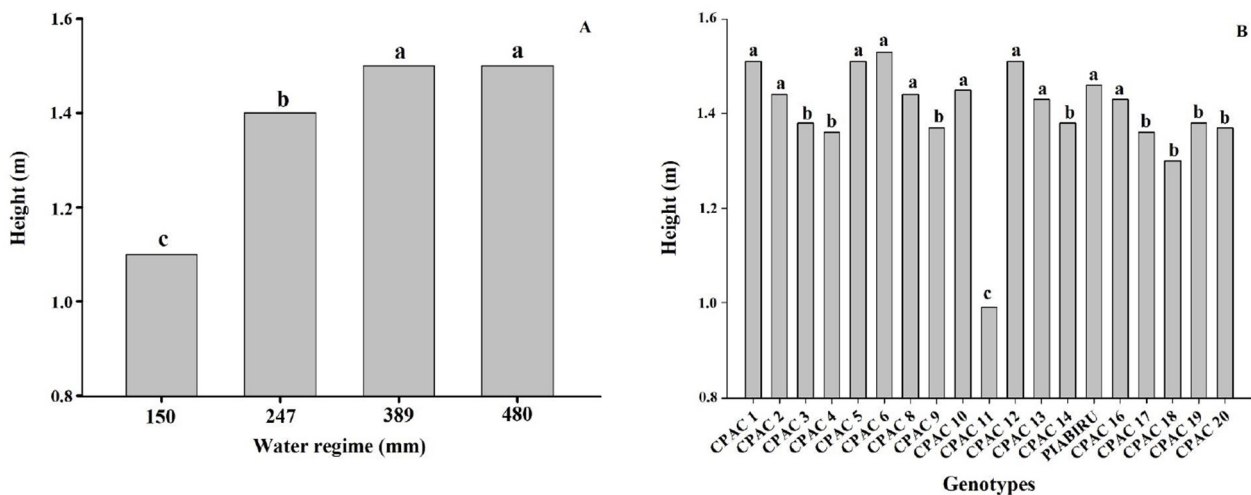 A
1.6
1.4
1.2
1.0
0.8
Height (m)
c
b
a
a
150 247 389 480
Water regime (mm)
B
1.6
1.4
1.2
1.0
0.8
Height (m)
a
a
b
b
a
a
a
b
a
c
a
a
b
a
a
b
b
b
b
CPAC 1
CPAC 2
CPAC 3
CPAC 4
CPAC 5
CPAC 6
CPAC 8
CPAC 9
CPAC 10
CPAC 11
CPAC 12
CPAC 13
CPAC 14
PIABIRU
CPAC 16
CPAC 17
CPAC 18
CPAC 19
CPAC 20
Genotypes